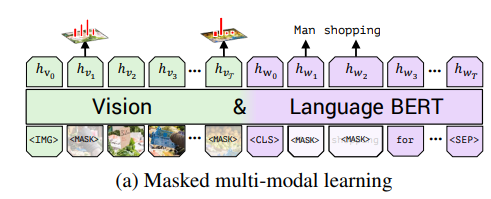 Man shopping
h_{v_0} h_{v_1} h_{v_2} h_{v_3} ••• h_{v_T} h_{w_0} h_{w_1} h_{w_2} h_{w_3} ••• h_{w_T}
Vision & Language BERT
<IMG> <MASK> ••• <MASK> <CLS> <MASK> <MASK> for ••• <SEP>
(a) Masked multi-modal learning